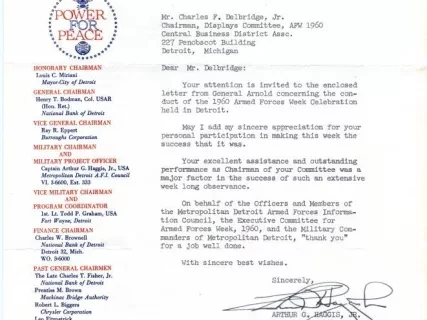 POWER
FOR
PEACE
HONORARY CHAIRMAN
Louis C. Miriani
Mayor-City of Detroit
GENERAL CHAIRMAN
Henry T. Bodman, Col. USAR
(Hon. Ret.)
National Bank of Detroit
VICE GENERAL CHAIRMAN
Ray R. Eppert
Burroughs Corporation
MILITARY CHAIRMAN
AND
MILITARY PROJECT OFFICER
Captain Arthur G. Haggis, Jr., USA
Metropolitan Detroit A.F.I. Council
VI. 3-6600, Ext. 333
VICE MILITARY CHAIRMAN
AND
PROGRAM COORDINATOR
1st. Lt. Todd P. Graham, USA
Fort Wayne, Detroit
FINANCE CHAIRMAN
Charles W. Brownell
National Bank of Detroit
Detroit 32, Mich.
WO. 3-6000
PAST GENERAL CHAIRMEN
The Late Charles T. Fisher, Jr.
National Bank of Detroit
Prentiss M. Brown
Mackinac Bridge Authority
Robert L. Biggers
Chrysler Corporation
Leo Fitzpatrick
Mr. Charles F. Delbridge, Jr.
Chairman, Displays Committee, AFW 1960
Central Business District Assc.
227 Penobscot Building
Detroit, Michigan
Dear Mr. Delbridge:
Your attention is invited to the enclosed
letter from General Arnold concerning the con-
duct of the 1960 Armed Forces Week Celebration
held in Detroit.
May I add my sincere appreciation for your
personal participation in making this week the
success that it was.
Your excellent assistance and outstanding
performance as Chairman of your Committee was a
major factor in the success of such an extensive
week long observance.
On behalf of the Officers and Members of
the Metropolitan Detroit Armed Forces Informa-
tion Council, the Executive Committee for
Armed Forces Week, 1960, and the Military Com-
manders of Metropolitan Detroit, "thank you"
for a job well done.
With sincere best wishes.
Sincerely,
ARTHUR G. HAGGIS, JR.